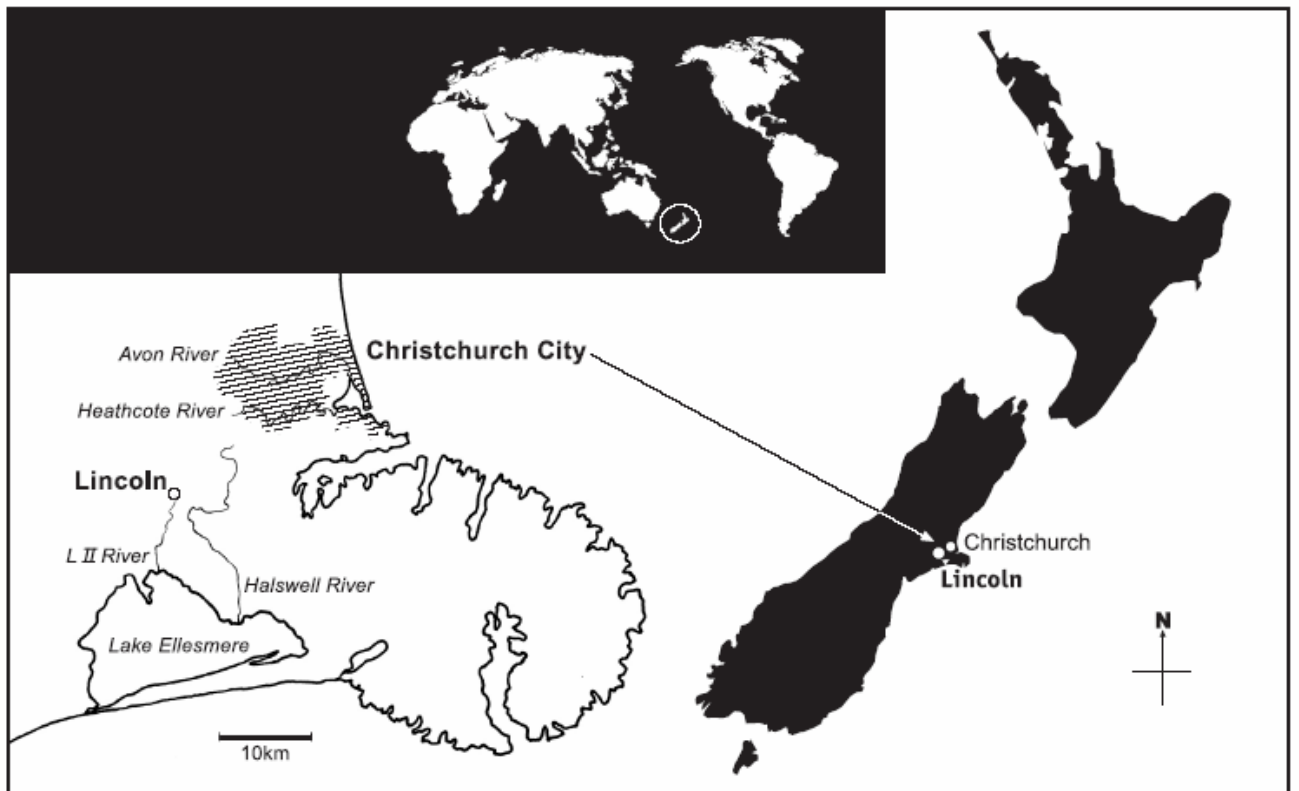 Avon River
Christchurch City
Heathcote River
Lincoln
L II River
Halswell River
Lake Ellesmere
10km
Christchurch
Lincoln
N